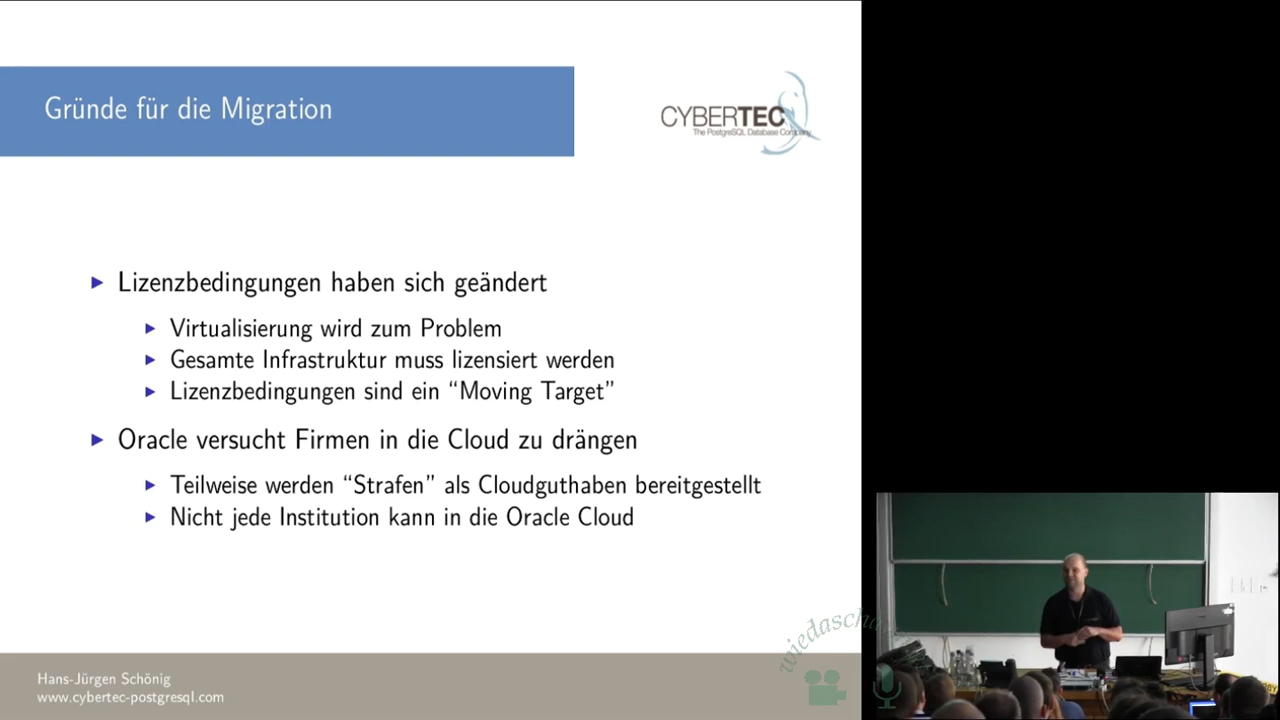 Gründe für die Migration
CYBERTEC
The PostgreSQL Database Company
Lizenzbedingungen haben sich geändert
Virtualisierung wird zum Problem
Gesamte Infrastruktur muss lizensiert werden
Lizenzbedingungen sind ein “Moving Target”
Oracle versucht Firmen in die Cloud zu drängen
Teilweise werden “Strafen” als Cloudguthaben bereitgestellt
Nicht jede Institution kann in die Oracle Cloud
Hans-Jürgen Schönig
www.cybertec-postgresql.com